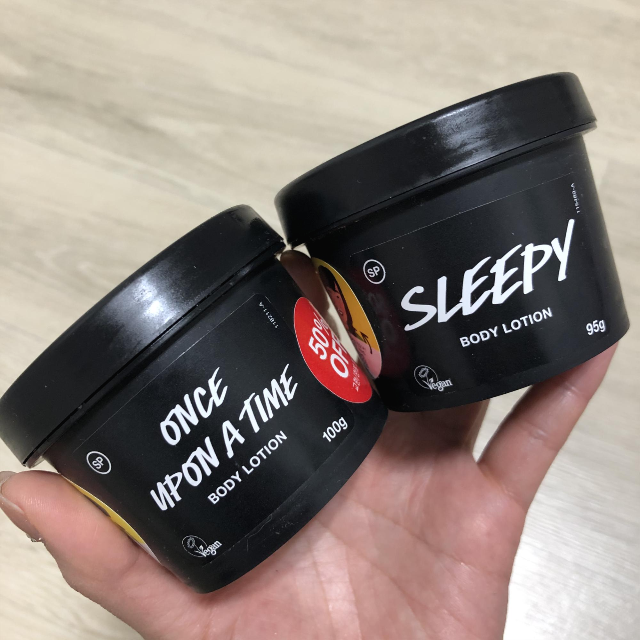 SP
SLEEPY
BODY LOTION
95g
Vegan
50%
OFF
SP
ONCE
UPON A TIME
BODY LOTION
100g
Vegan